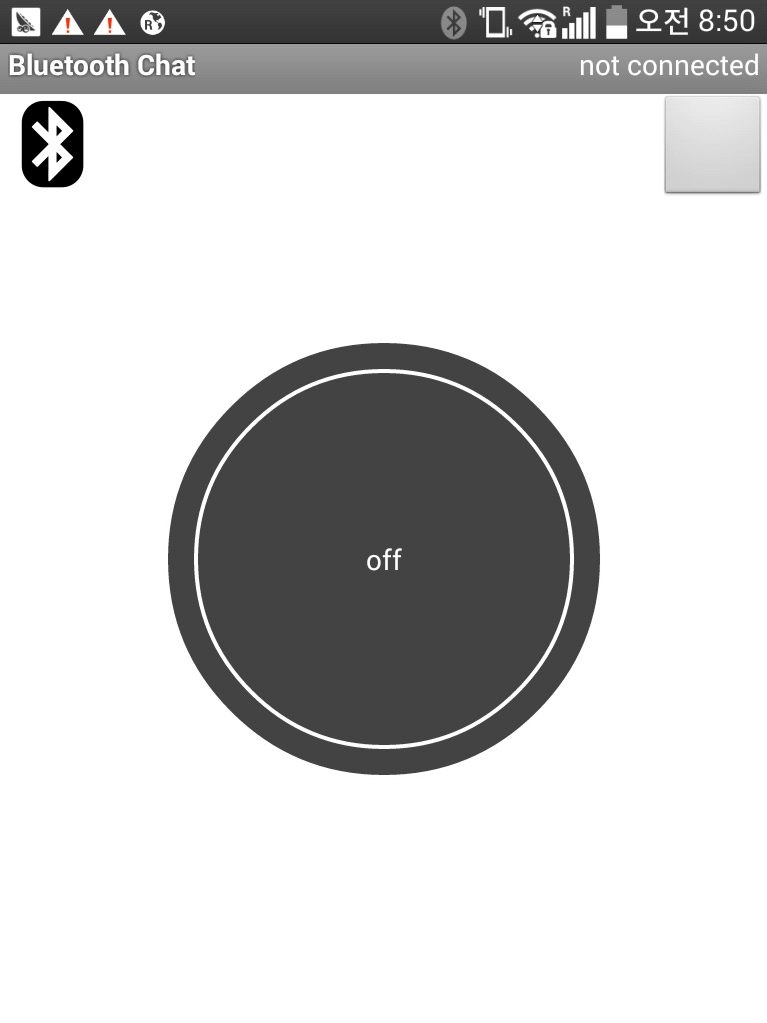 R R 오전 8:50
Bluetooth Chat not connected
off